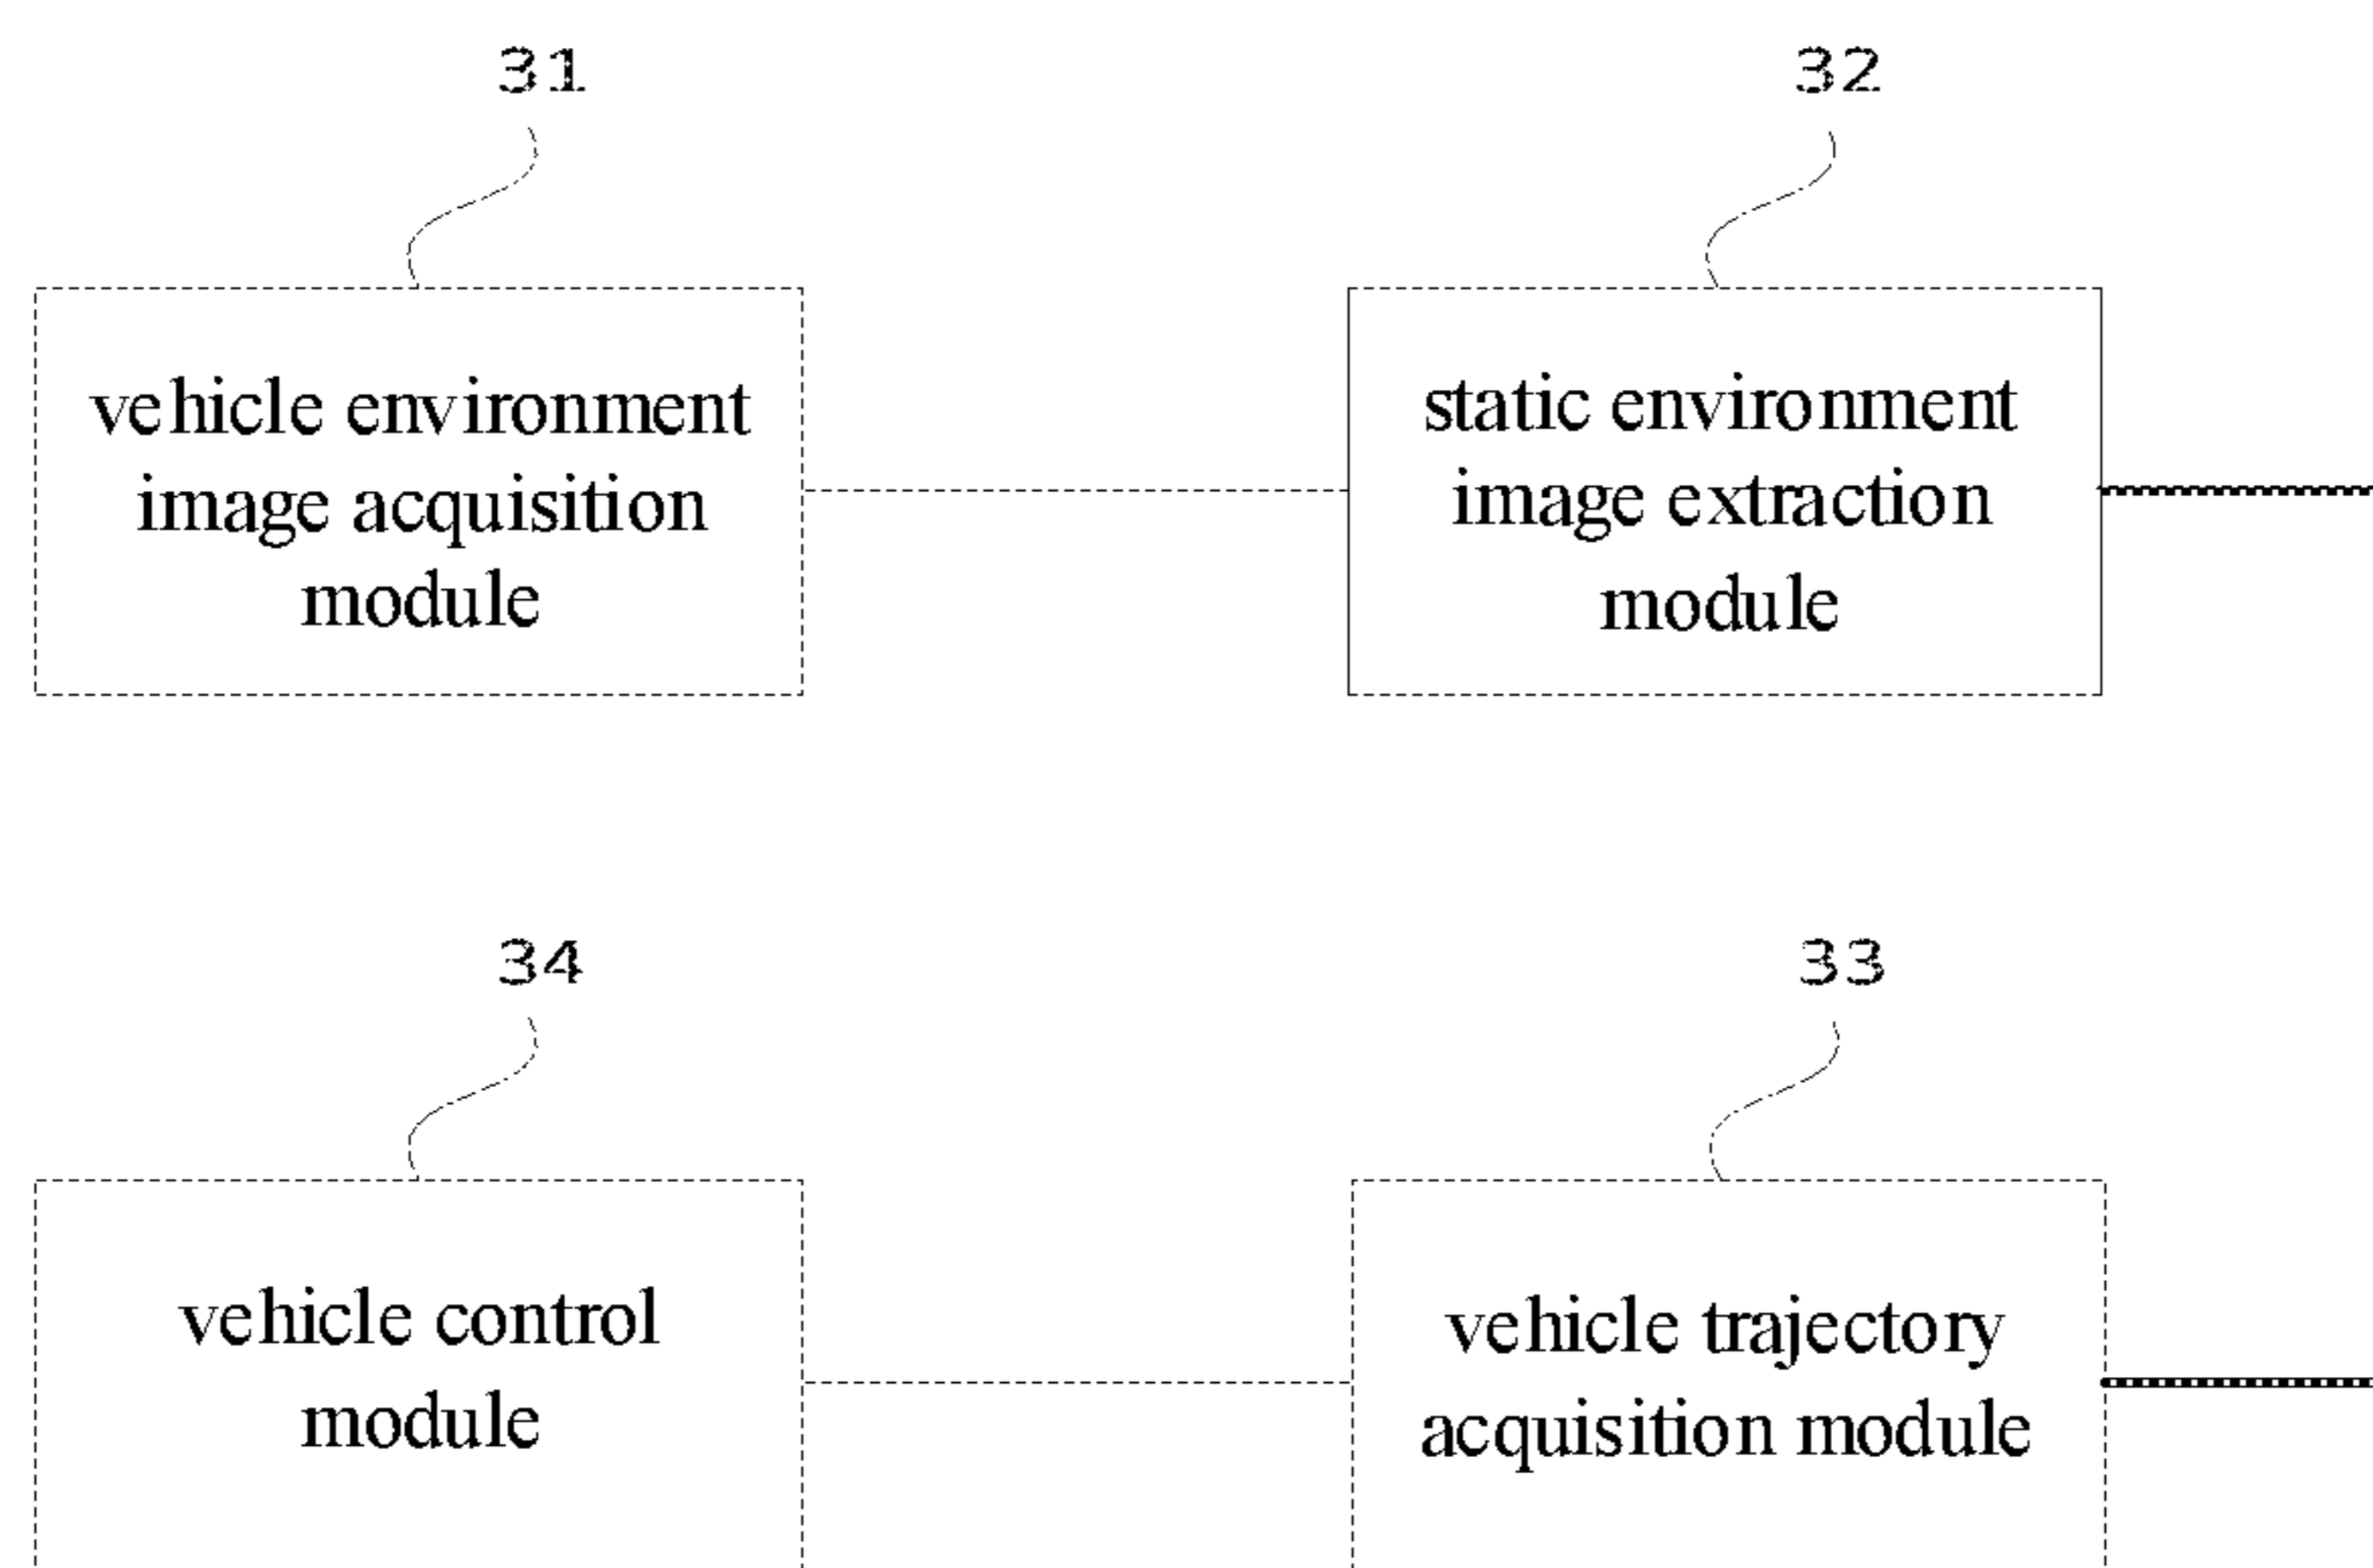 31
32
vehicle environment
image acquisition
module
static environment
image extraction
module
34
33
vehicle control
module
vehicle trajectory
acquisition module